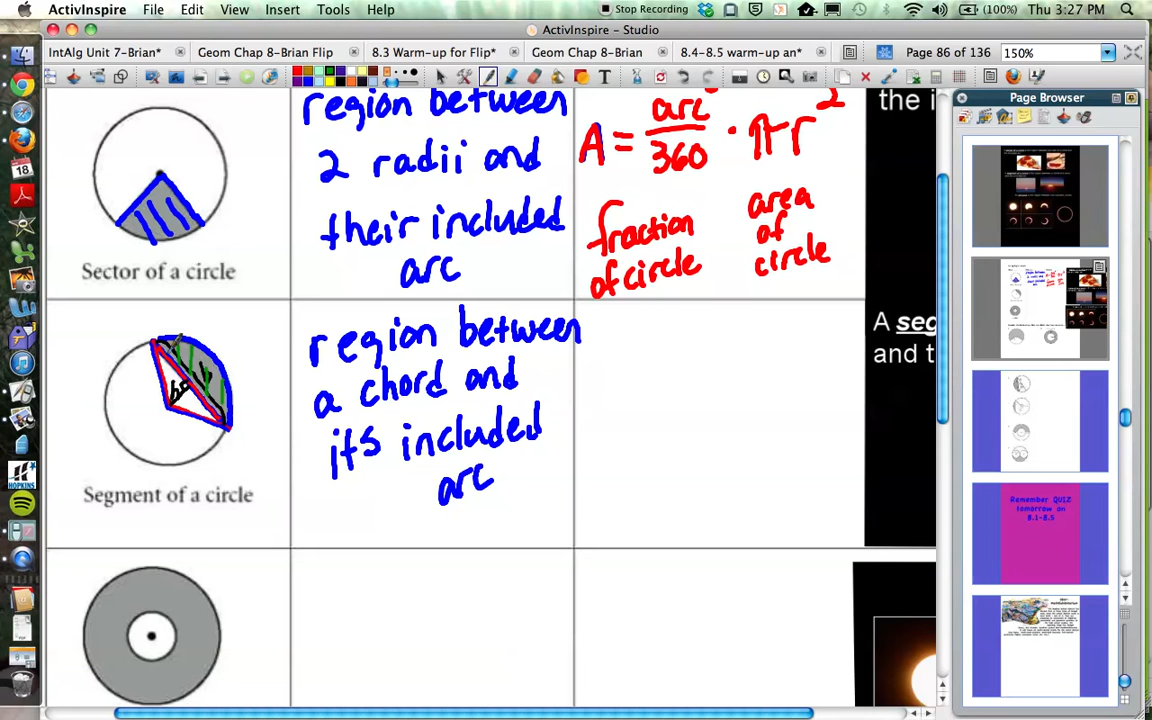 ActivInspire File Edit View Insert Tools Help Stop Recording (100%) Thu 3:27 PM
ActivInspire - Studio
IntAlg Unit 7-Brian* Geom Chap 8-Brian Flip 8.3 Warm-up for Flip* Geom Chap 8-Brian 8.4-8.5 warm-up an* Page 86 of 136 150%
Page Browser
region between
2 radii and
their included
arc
A = arc° / 360 · πr²
fraction of circle
area of circle
the i
Sector of a circle
region between
a chord and
its included
arc
Segment of a circle
A seg
and t
Remember QUIZ
tomorrow on
8.1-8.5
18
HOPKINS